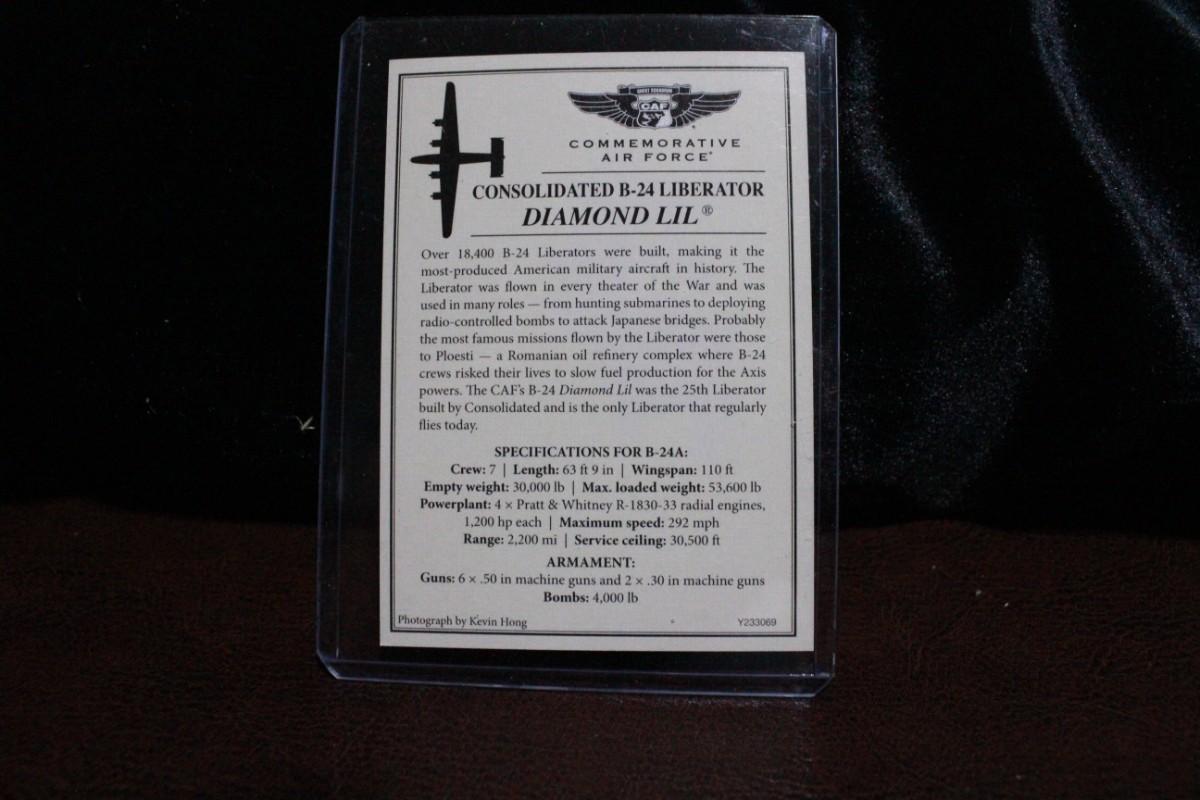 GHOST SQUADRON
CAF
COMMEMORATIVE
AIR FORCE
CONSOLIDATED B-24 LIBERATOR
DIAMOND LIL®
Over 18,400 B-24 Liberators were built, making it the
most-produced American military aircraft in history. The
Liberator was flown in every theater of the War and was
used in many roles — from hunting submarines to deploying
radio-controlled bombs to attack Japanese bridges. Probably
the most famous missions flown by the Liberator were those
to Ploesti — a Romanian oil refinery complex where B-24
crews risked their lives to slow fuel production for the Axis
powers. The CAF's B-24 Diamond Lil was the 25th Liberator
built by Consolidated and is the only Liberator that regularly
flies today.
SPECIFICATIONS FOR B-24A:
Crew: 7 | Length: 63 ft 9 in | Wingspan: 110 ft
Empty weight: 30,000 lb | Max. loaded weight: 53,600 lb
Powerplant: 4 × Pratt & Whitney R-1830-33 radial engines,
1,200 hp each | Maximum speed: 292 mph
Range: 2,200 mi | Service ceiling: 30,500 ft
ARMAMENT:
Guns: 6 × .50 in machine guns and 2 × .30 in machine guns
Bombs: 4,000 lb
Photograph by Kevin Hong
Y233069